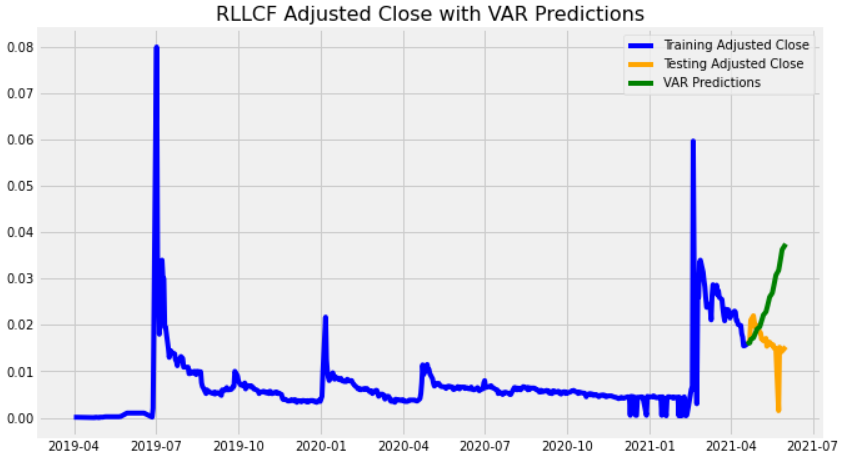 RLLCF Adjusted Close with VAR Predictions
Training Adjusted Close
Testing Adjusted Close
VAR Predictions
0.08
0.07
0.06
0.05
0.04
0.03
0.02
0.01
0.00
2019-04 2019-07 2019-10 2020-01 2020-04 2020-07 2020-10 2021-01 2021-04 2021-07